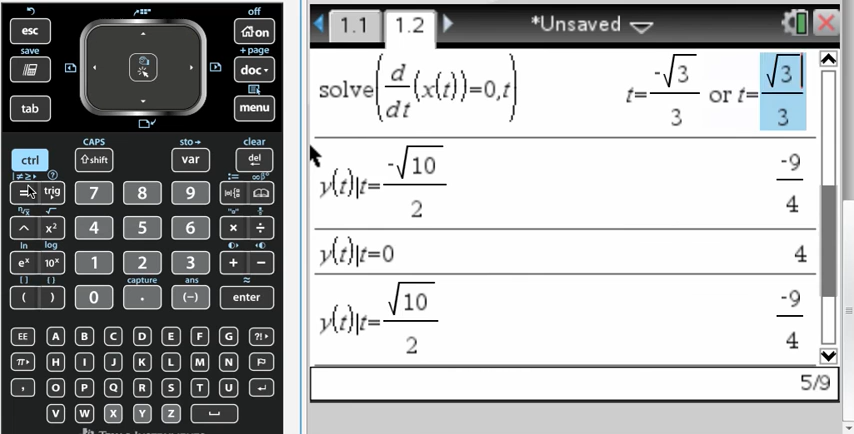 off
esc
on
save
+ page
doc
tab
menu
CAPS
sto→
clear
ctrl
⇧shift
var
del
=
trig
7
8
9
^
x²
4
5
6
×
÷
ln
log
eˣ
10ˣ
1
2
3
+
−
capture
ans
≈
(
)
0
.
(−)
enter
EE
A
B
C
D
E
F
G
?!▸
π▸
H
I
J
K
L
M
N
,
O
P
Q
R
S
T
U
V
W
X
Y
Z
1.1
1.2
*Unsaved
solve(d/dt(x(t))=0,t)
t=-√3/3 or t=√3/3
y(t)|t=-√10/2
-9/4
y(t)|t=0
4
y(t)|t=√10/2
-9/4
5/9